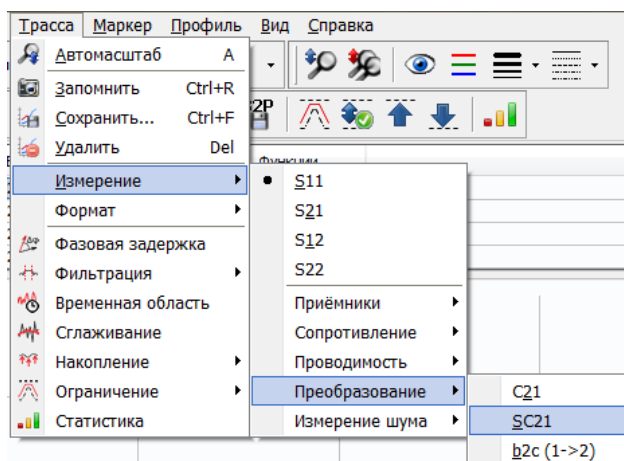 Трасса Маркер Профиль Вид Справка
Автомасштаб A
Запомнить Ctrl+R
Сохранить... Ctrl+F
Удалить Del
Измерение
Формат
Фазовая задержка
Фильтрация
Временная область
Сглаживание
Накопление
Ограничение
Статистика
2P
Функции
S11
S21
S12
S22
Приёмники
Сопротивление
Проводимость
Преобразование
Измерение шума
C21
SC21
b2c (1->2)